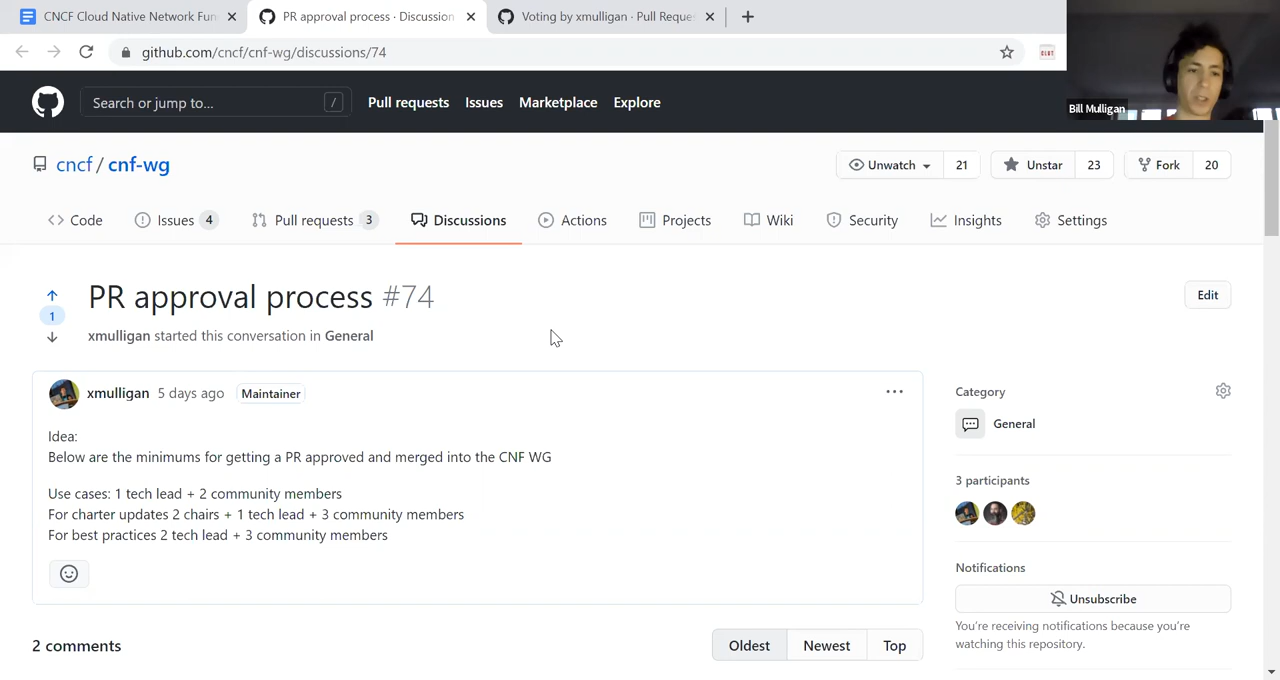 CNCF Cloud Native Network Fun
PR approval process · Discussion
Voting by xmulligan · Pull Reques
github.com/cncf/cnf-wg/discussions/74
Bill Mulligan
Search or jump to...
/
Pull requests
Issues
Marketplace
Explore
cncf / cnf-wg
Unwatch 21
Unstar 23
Fork 20
Code
Issues 4
Pull requests 3
Discussions
Actions
Projects
Wiki
Security
Insights
Settings
1
PR approval process #74
Edit
xmulligan started this conversation in General
xmulligan 5 days ago Maintainer
Idea:
Below are the minimums for getting a PR approved and merged into the CNF WG
Use cases: 1 tech lead + 2 community members
For charter updates 2 chairs + 1 tech lead + 3 community members
For best practices 2 tech lead + 3 community members
2 comments
Oldest
Newest
Top
Category
General
3 participants
Notifications
Unsubscribe
You're receiving notifications because you're
watching this repository.